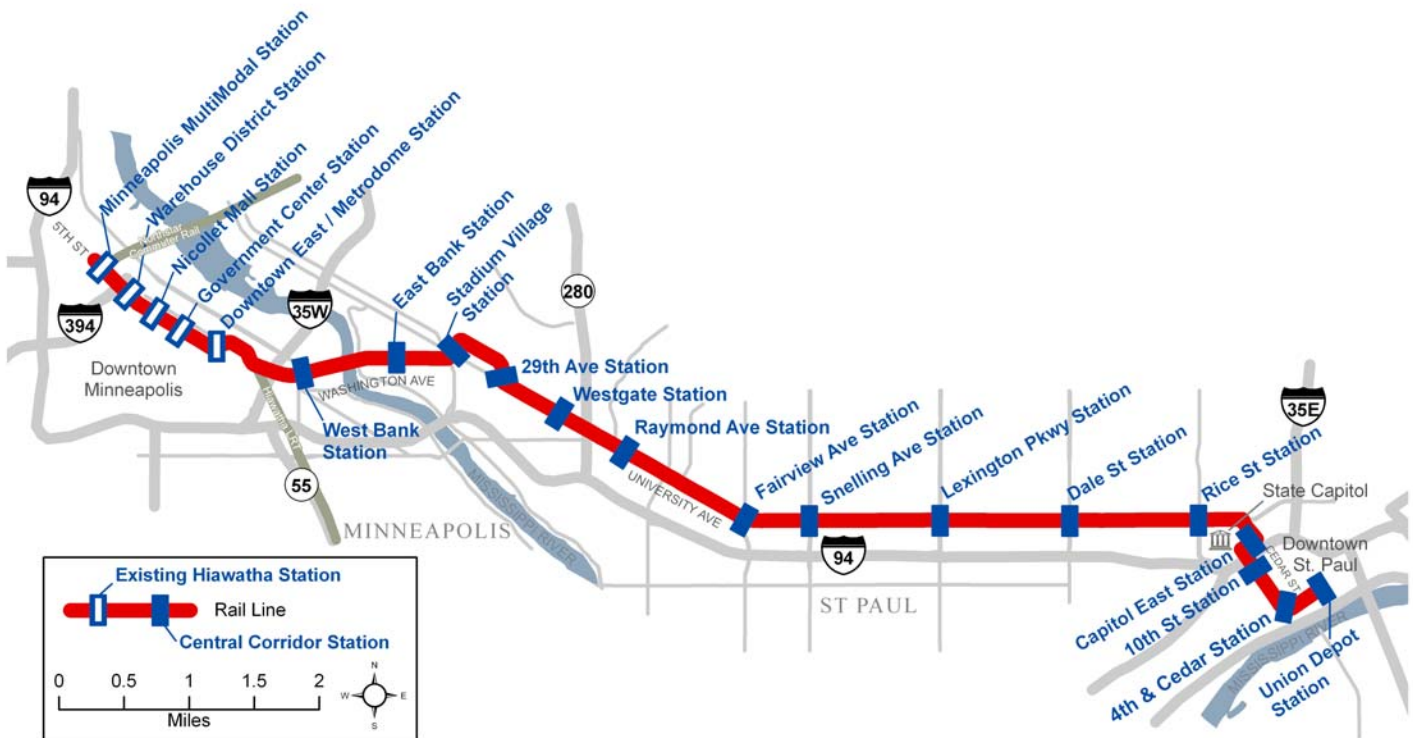 Minneapolis MultiModal Station
Warehouse District Station
Nicollet Mall Station
Government Center Station
Downtown East / Metrodome Station
East Bank Station
Stadium Village
Station
94
5TH ST
Northstar
Commuter Rail
394
35W
280
Downtown
Minneapolis
WASHINGTON AVE
29th Ave Station
Westgate Station
Raymond Ave Station
West Bank
Station
Hiawatha LRT
55
MINNEAPOLIS
MISSISSIPPI RIVER
UNIVERSITY AVE
Fairview Ave Station
Snelling Ave Station
Lexington Pkwy Station
Dale St Station
Rice St Station
35E
State Capitol
94
ST PAUL
CEDAR ST
Downtown
St. Paul
Capitol East Station
10th St Station
4th & Cedar Station
Union Depot
Station
MISSISSIPPI RIVER
Existing Hiawatha Station
Rail Line
Central Corridor Station
0 0.5 1 1.5 2
Miles
N
W E
S